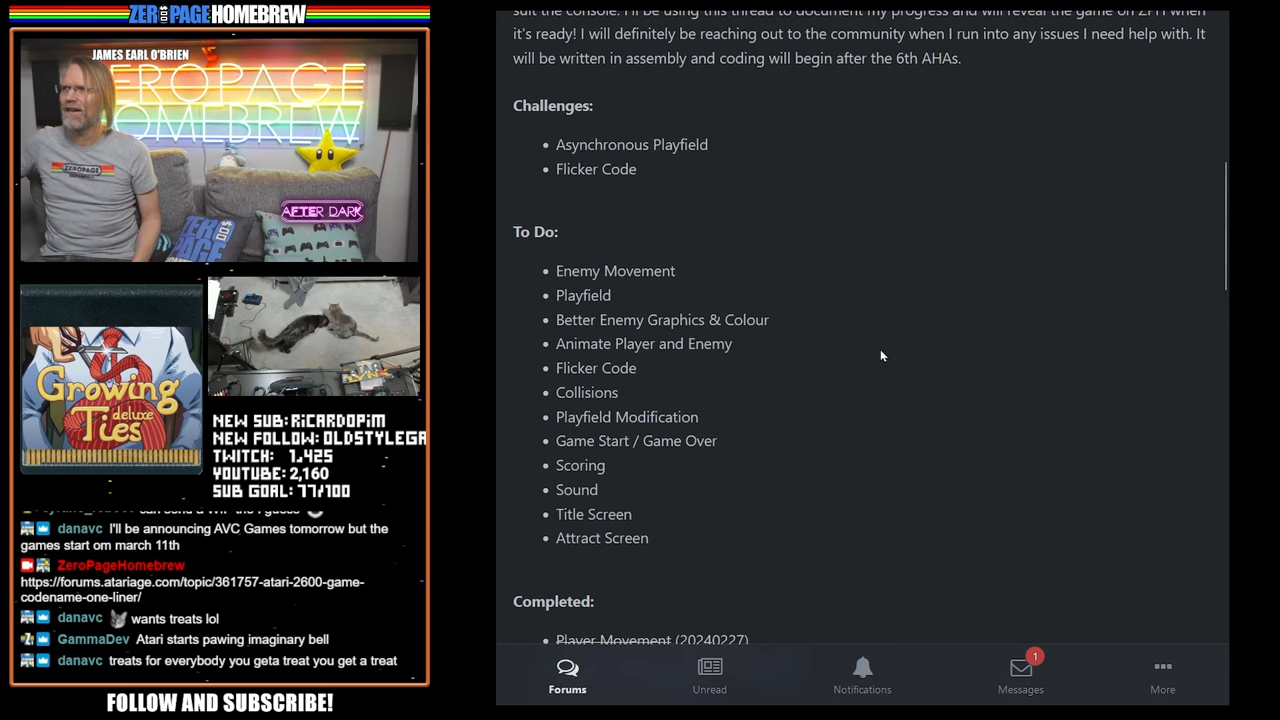 ZEROPAGE HOMEBREW
JAMES EARL O'BRIEN
ZEROPAGE
HOMEBREW
ZEROPAGE
AFTER DARK
ZERO
PAGE
Growing
deluxe
Ties
LYNX
NEW SUB: RICARDOPIM
NEW FOLLOW: OLDSTYLEGA
TWITCH: 1,425
YOUTUBE: 2,160
SUB GOAL: 77/100
danavc I'll be announcing AVC Games tomorrow but the
games start om march 11th
ZeroPageHomebrew
https://forums.atariage.com/topic/361757-atari-2600-game-
codename-one-liner/
danavc wants treats lol
GammaDev Atari starts pawing imaginary bell
danavc treats for everybody you geta treat you get a treat
FOLLOW AND SUBSCRIBE!
suit the console. I'll be using this thread to document my progress and will reveal the game on ZPH when
it's ready! I will definitely be reaching out to the community when I run into any issues I need help with. It
will be written in assembly and coding will begin after the 6th AHAs.
Challenges:
Asynchronous Playfield
Flicker Code
To Do:
Enemy Movement
Playfield
Better Enemy Graphics & Colour
Animate Player and Enemy
Flicker Code
Collisions
Playfield Modification
Game Start / Game Over
Scoring
Sound
Title Screen
Attract Screen
Completed:
Player Movement (20240227)
1
Forums Unread Notifications Messages More